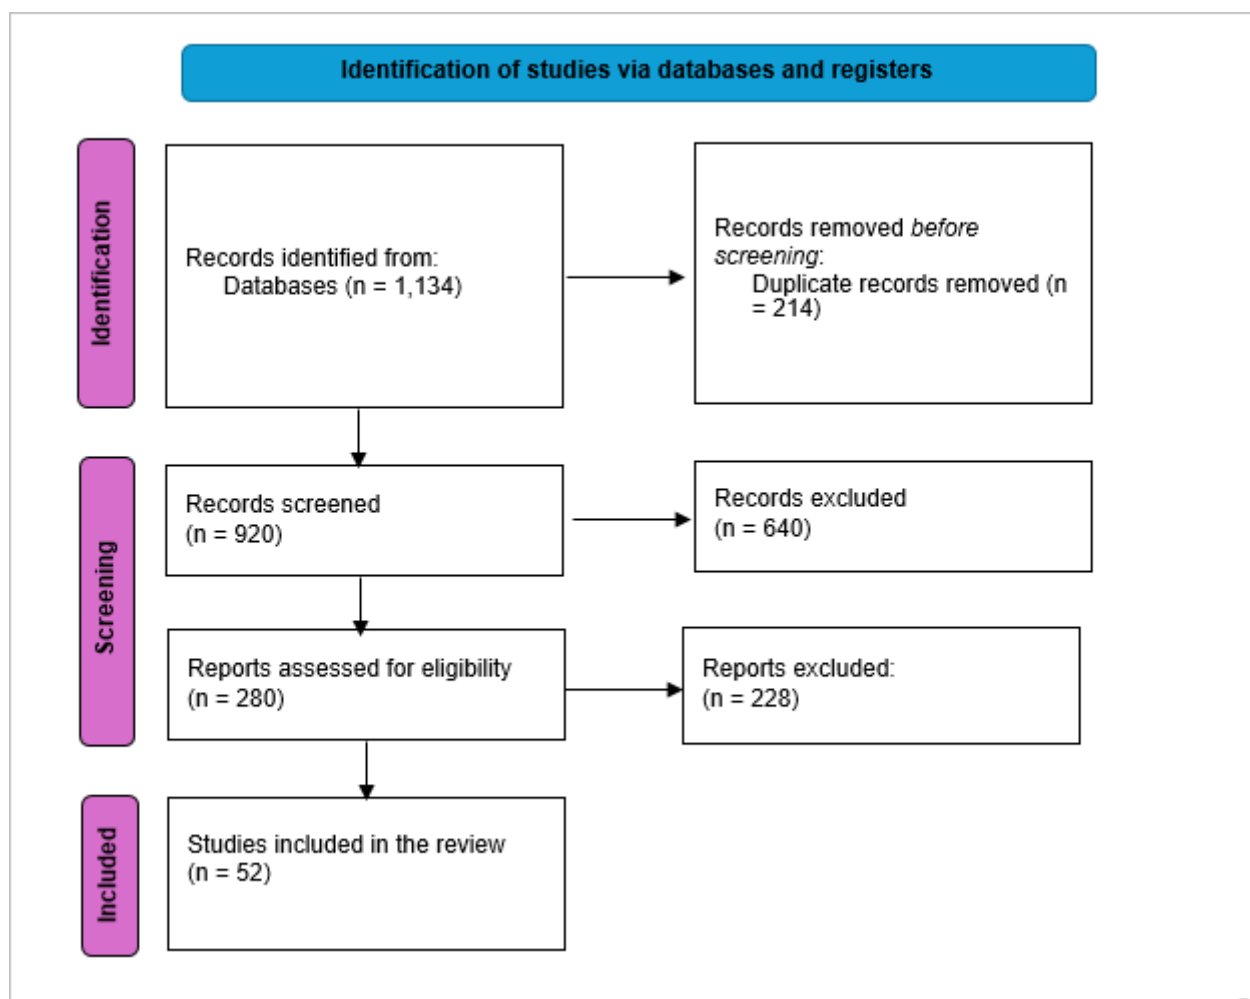 Identification of studies via databases and registers
Identification
Records identified from:
Databases (n = 1,134)
Records removed before
screening:
Duplicate records removed (n
= 214)
Screening
Records screened
(n = 920)
Records excluded
(n = 640)
Reports assessed for eligibility
(n = 280)
Reports excluded:
(n = 228)
Included
Studies included in the review
(n = 52)